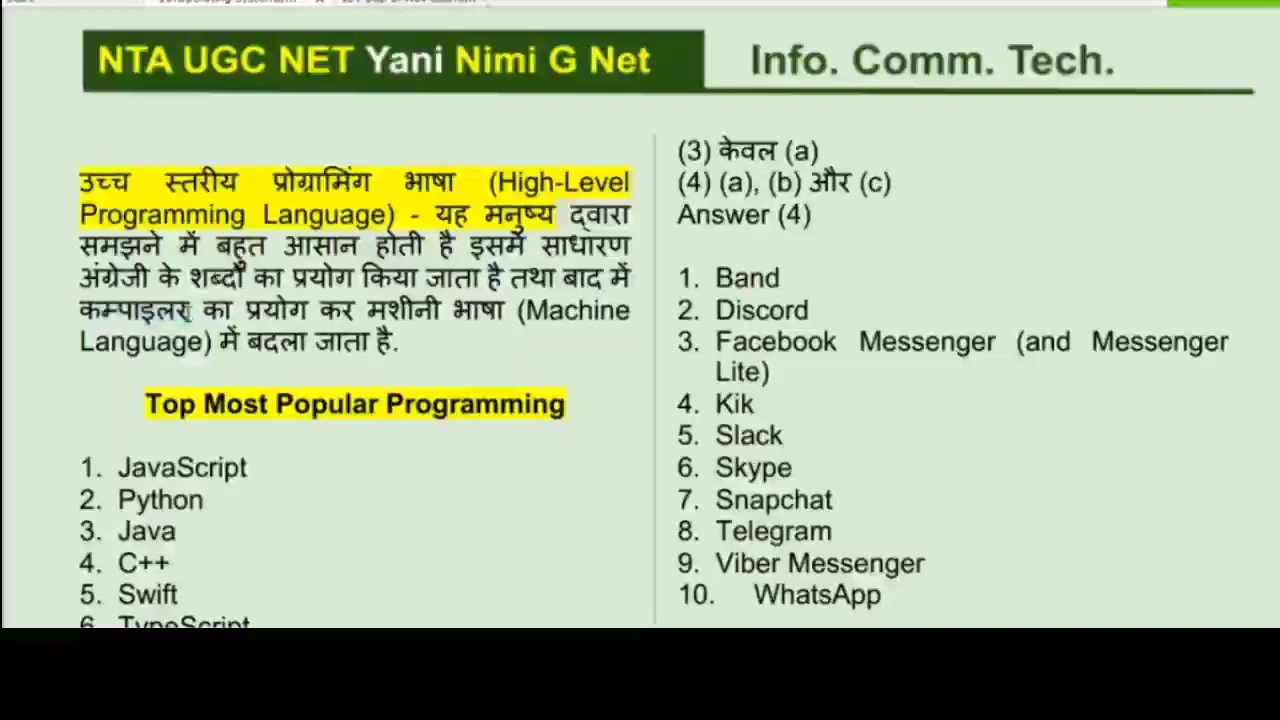 NTA UGC NET Yani Nimi G Net
Info. Comm. Tech.
उच्च स्तरीय प्रोग्रामिंग भाषा (High-Level
Programming Language) - यह मनुष्य द्वारा
समझने में बहुत आसान होती है इसमें साधारण
अंग्रेजी के शब्दों का प्रयोग किया जाता है तथा बाद में
कम्पाइलर का प्रयोग कर मशीनी भाषा (Machine
Language) में बदला जाता है.
Top Most Popular Programming
1. JavaScript
2. Python
3. Java
4. C++
5. Swift
6. TypeScript
(3) केवल (a)
(4) (a), (b) और (c)
Answer (4)
1. Band
2. Discord
3. Facebook Messenger (and Messenger
Lite)
4. Kik
5. Slack
6. Skype
7. Snapchat
8. Telegram
9. Viber Messenger
10. WhatsApp